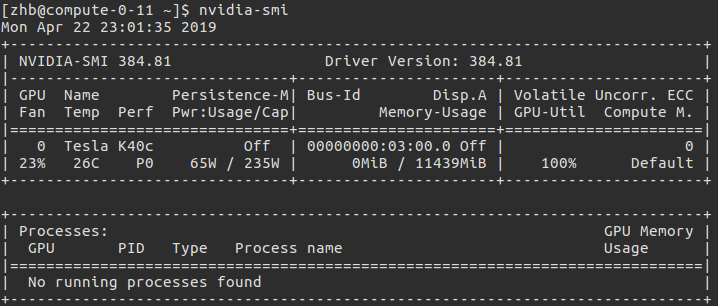 [zhb@compute-0-11 ~]$ nvidia-smi
Mon Apr 22 23:01:35 2019
+-----------------------------------------------------------------------------+
| NVIDIA-SMI 384.81                 Driver Version: 384.81                    |
|-------------------------------+----------------------+----------------------+
| GPU  Name        Persistence-M| Bus-Id        Disp.A | Volatile Uncorr. ECC |
| Fan  Temp  Perf  Pwr:Usage/Cap|         Memory-Usage | GPU-Util  Compute M. |
|===============================+======================+======================|
|   0  Tesla K40c          Off  | 00000000:03:00.0 Off |                    0 |
| 23%   26C    P0    65W / 235W |      0MiB / 11439MiB |    100%      Default |
+-------------------------------+----------------------+----------------------+

+-----------------------------------------------------------------------------+
| Processes:                                                       GPU Memory |
|  GPU       PID   Type   Process name                             Usage      |
|=============================================================================|
|  No running processes found                                                 |
+-----------------------------------------------------------------------------+